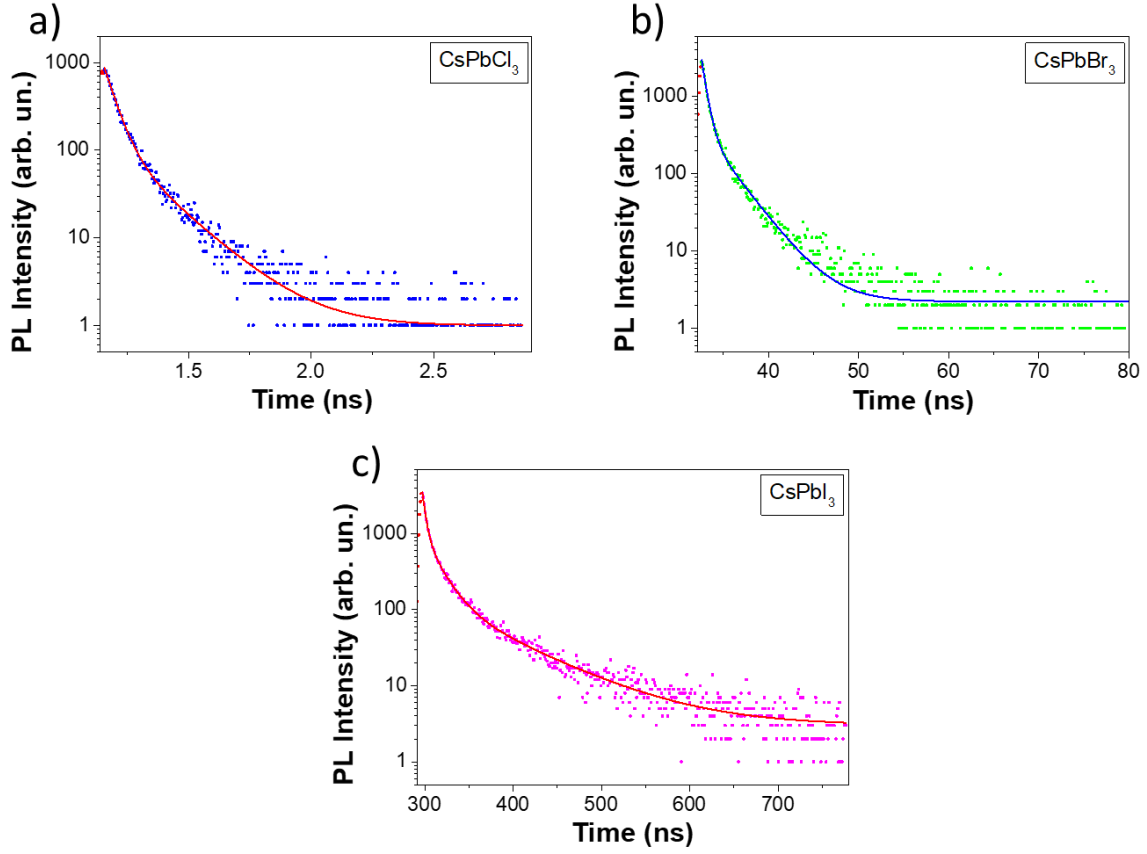 a)
CsPbCl₃
PL Intensity (arb. un.)
1000
100
10
1
1.5 2.0 2.5
Time (ns)
b)
CsPbBr₃
PL Intensity (arb. un.)
1000
100
10
1
40 50 60 70 80
Time (ns)
c)
CsPbI₃
PL Intensity (arb. un.)
1000
100
10
1
300 400 500 600 700
Time (ns)